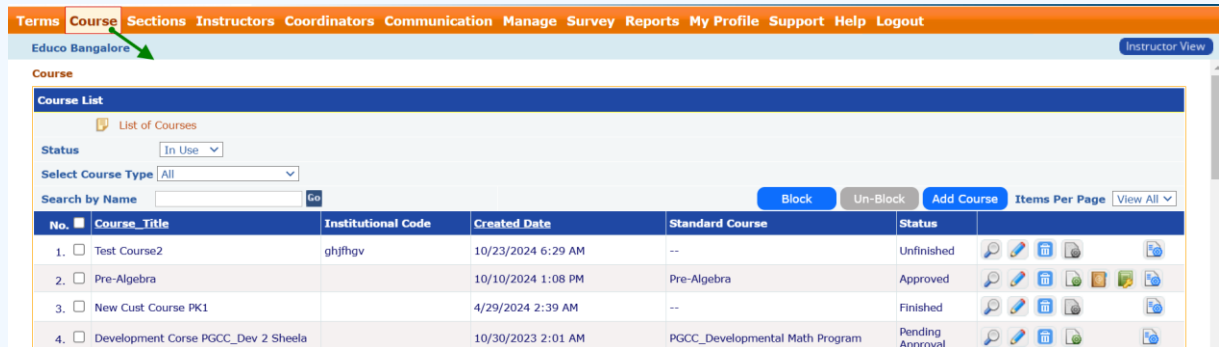 Terms Course Sections Instructors Coordinators Communication Manage Survey Reports My Profile Support Help Logout
Educo Bangalore Instructor View
Course
Course List
List of Courses
Status In Use
Select Course Type All
Search by Name Go Block Un-Block Add Course Items Per Page View All
No. Course_Title Institutional Code Created Date Standard Course Status
1. Test Course2 ghjfhgv 10/23/2024 6:29 AM -- Unfinished
2. Pre-Algebra 10/10/2024 1:08 PM Pre-Algebra Approved
3. New Cust Course PK1 4/29/2024 2:39 AM -- Finished
4. Development Corse PGCC_Dev 2 Sheela 10/30/2023 2:01 AM PGCC_Developmental Math Program Pending
Approval